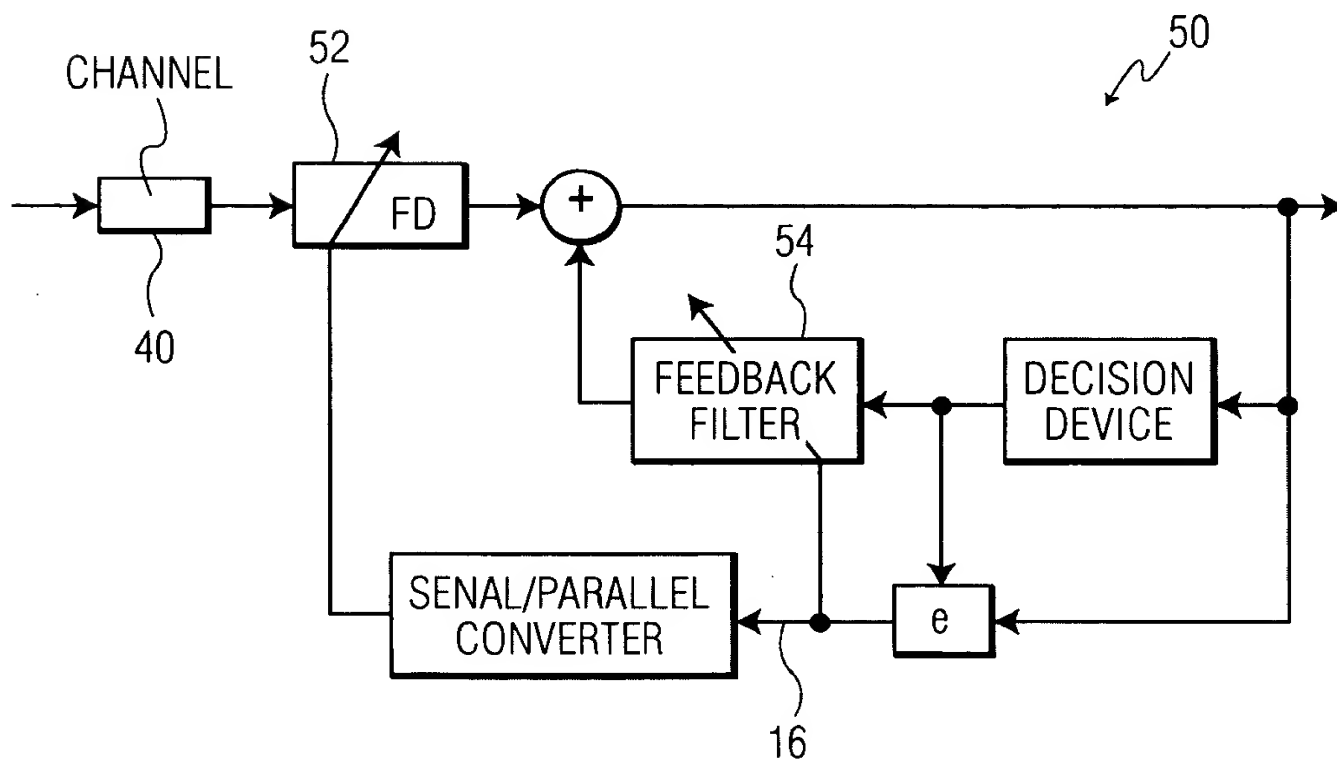 50
52
CHANNEL
FD
+
40
54
FEEDBACK
FILTER
DECISION
DEVICE
SENAL/PARALLEL
CONVERTER
e
16